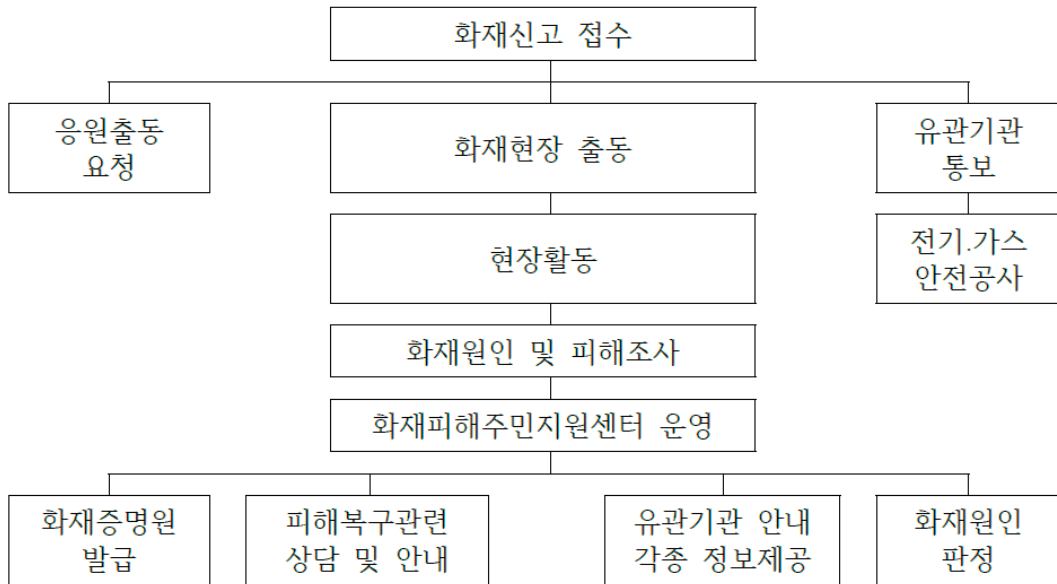 화재신고 접수
응원출동
요청
화재현장 출동
유관기관
통보
현장활동
전기.가스
안전공사
화재원인 및 피해조사
화재피해주민지원센터 운영
화재증명원
발급
피해복구관련
상담 및 안내
유관기관 안내
각종 정보제공
화재원인
판정